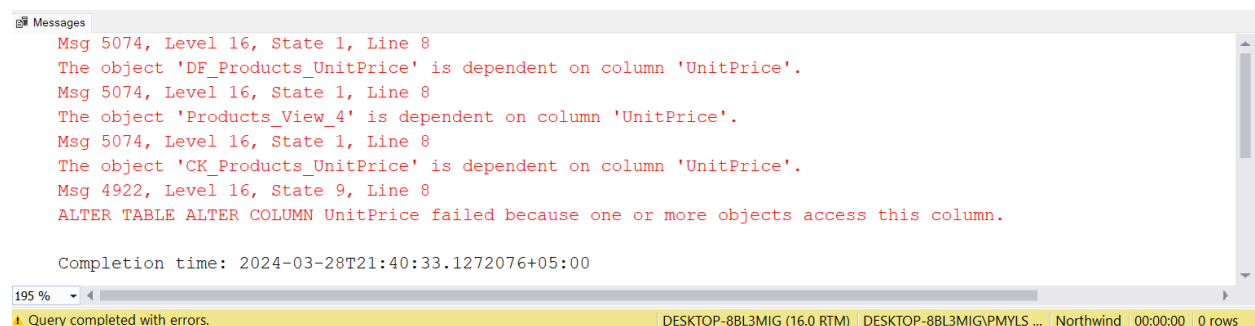 Messages
Msg 5074, Level 16, State 1, Line 8
The object 'DF_Products_UnitPrice' is dependent on column 'UnitPrice'.
Msg 5074, Level 16, State 1, Line 8
The object 'Products_View_4' is dependent on column 'UnitPrice'.
Msg 5074, Level 16, State 1, Line 8
The object 'CK_Products_UnitPrice' is dependent on column 'UnitPrice'.
Msg 4922, Level 16, State 9, Line 8
ALTER TABLE ALTER COLUMN UnitPrice failed because one or more objects access this column.
Completion time: 2024-03-28T21:40:33.1272076+05:00
195 %
Query completed with errors. DESKTOP-8BL3MIG (16.0 RTM) DESKTOP-8BL3MIG\PMYLS ... Northwind 00:00:00 0 rows